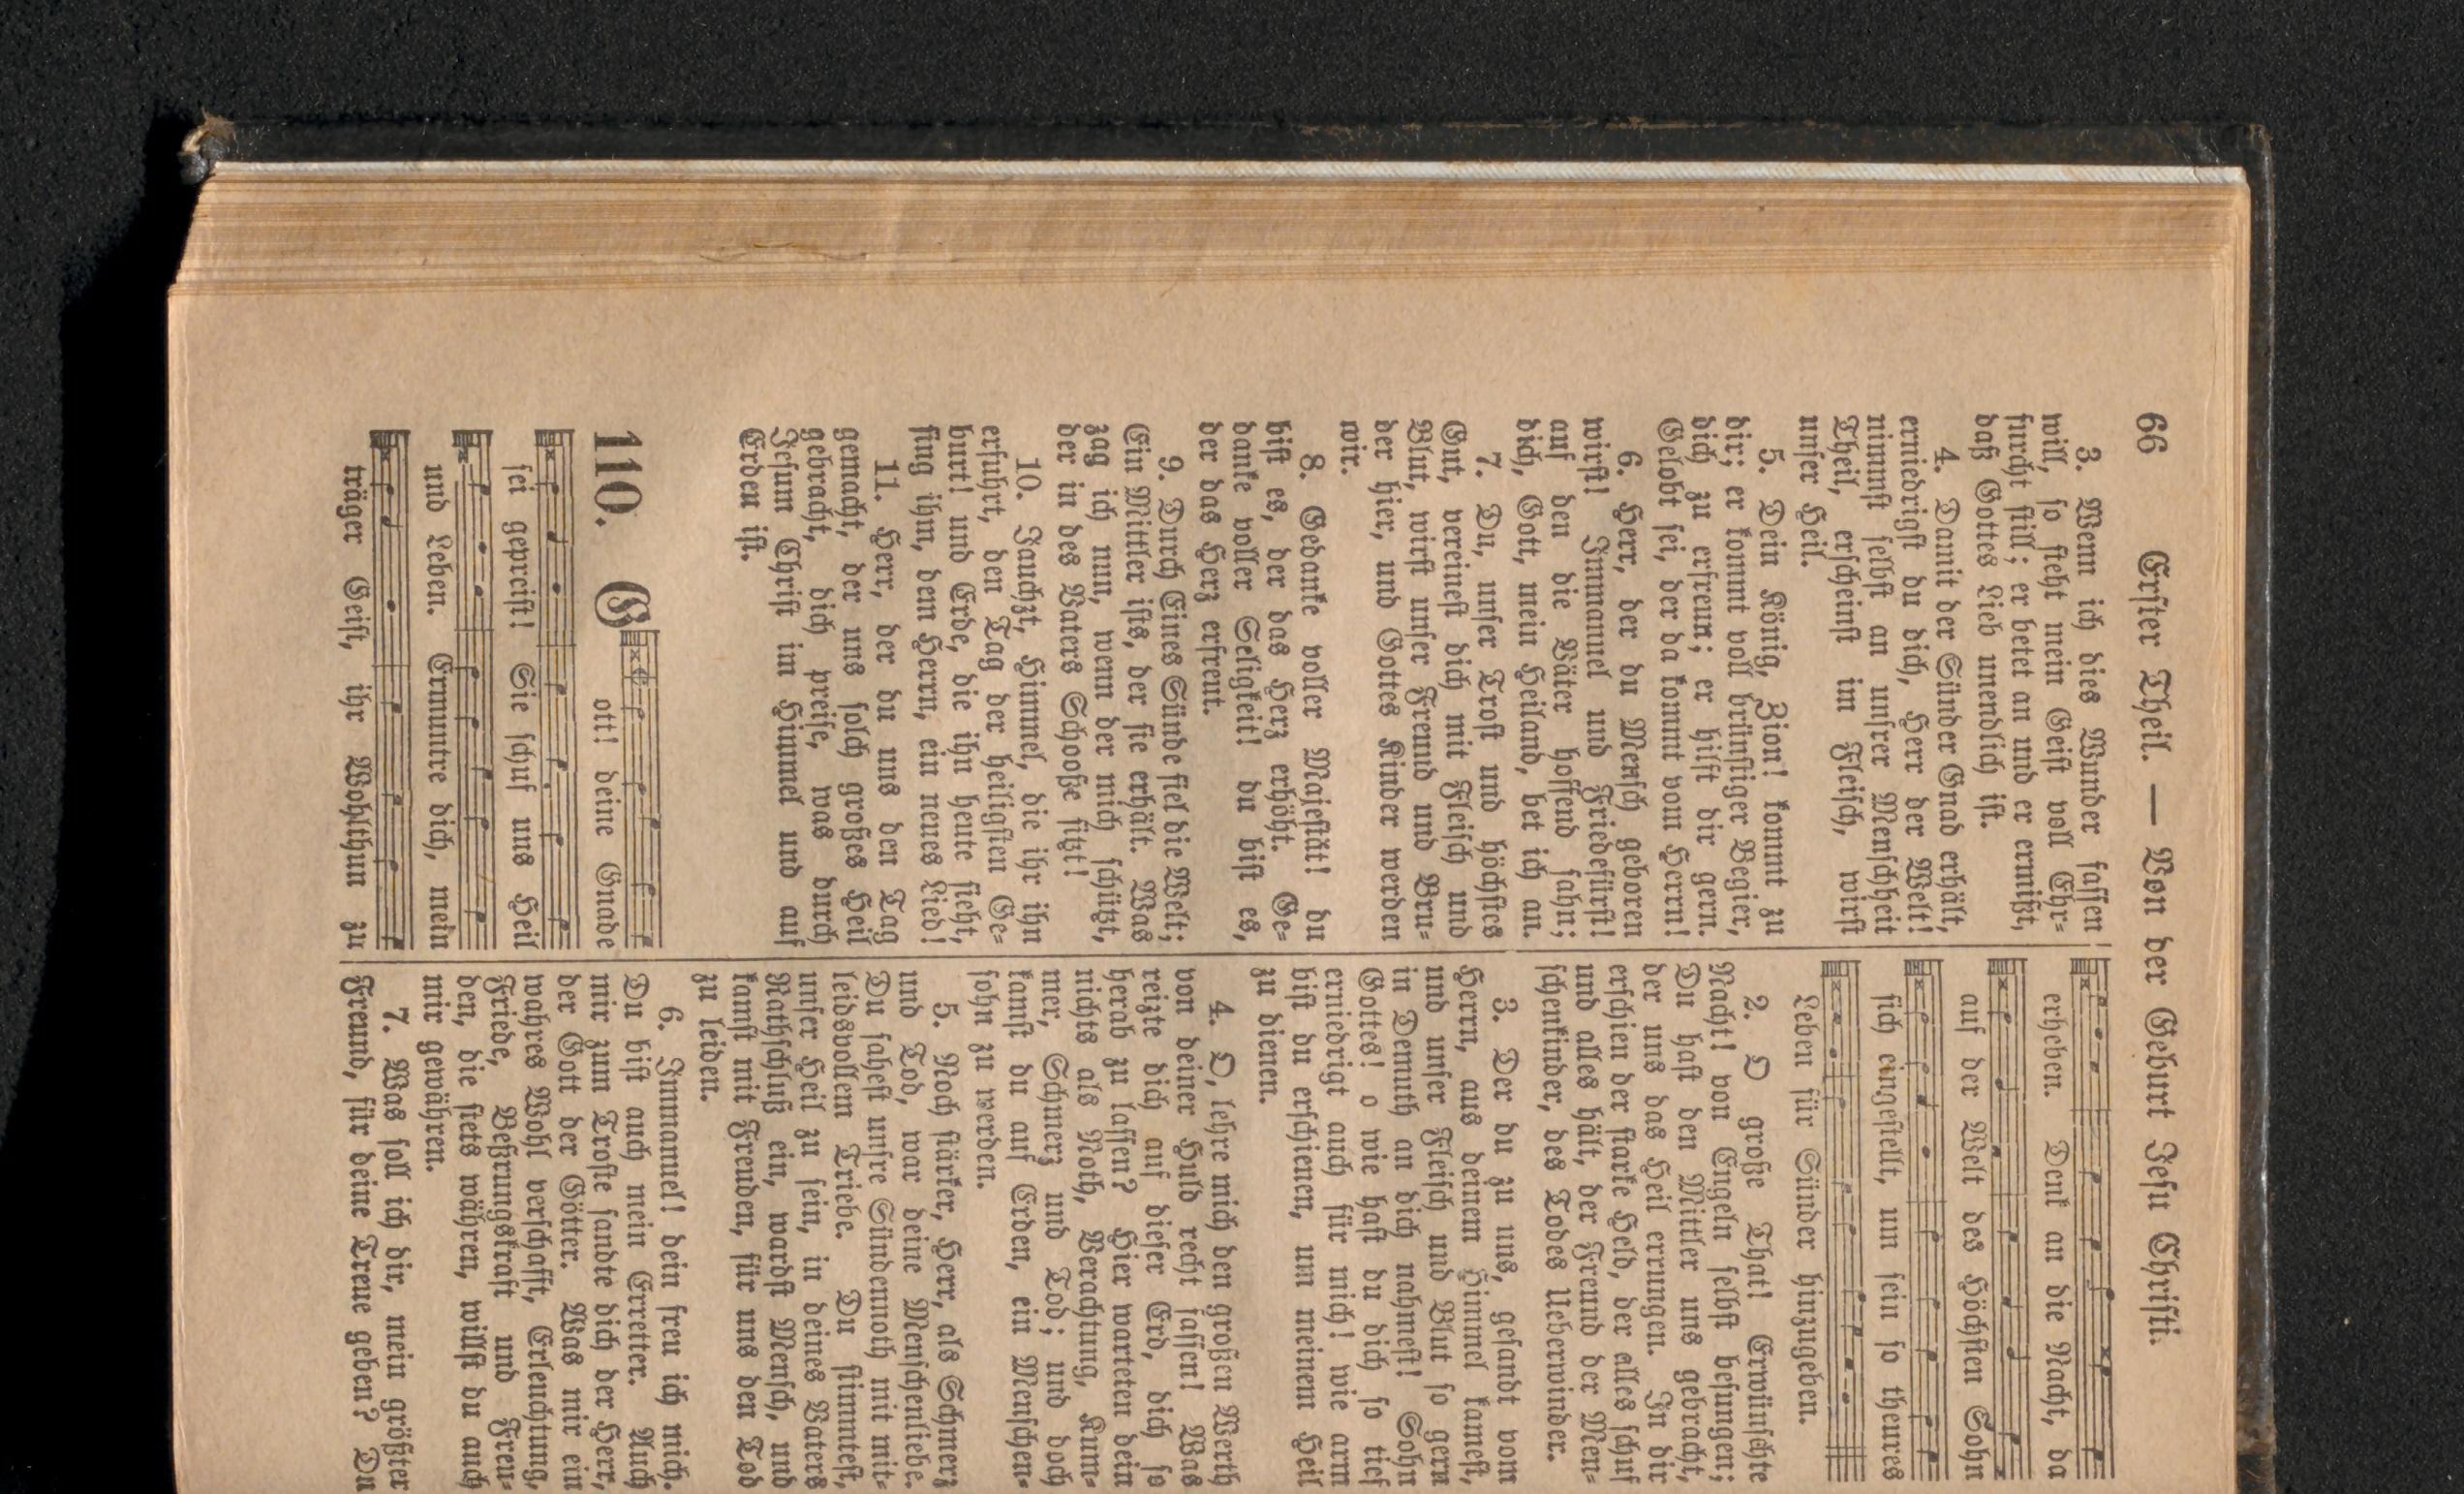 66 Erster Theil. — Von der Geburt Jesu Christi.
3. Wenn ich dies Wunder fassen
will, so steht mein Geist voll Ehr-
furcht still; er betet an und er ermißt,
daß Gottes Lieb unendlich ist.
4. Damit der Sünder Gnad erhält,
erniedrigst du dich, Herr der Welt!
nimmst selbst an unsrer Menschheit
Theil, erscheinst im Fleisch, wirst
unser Heil.
5. Dein König, Zion! kommt zu
dir; er kommt voll brünstiger Begier,
dich zu erfreun; er hilft dir gern.
Gelobt sei, der da kommt vom Herrn!
6. Herr, der du Mensch geboren
wirst! Immanuel und Friedefürst!
auf den die Väter hoffend sahn;
dich, Gott, mein Heiland, bet ich an.
7. Du, unser Trost und höchstes
Gut, vereinest dich mit Fleisch und
Blut, wirst unser Freund und Bru-
der hier, und Gottes Kinder werden
wir.
8. Gedanke voller Majestät! du
bist es, der das Herz erhöht. Ge-
danke voller Seligkeit! du bist es,
der das Herz erfreut.
9. Durch Eines Sünde fiel die Welt;
Ein Mittler ists, der sie erhält. Was
zag ich nun, wenn der mich schützt,
der in des Vaters Schooße sitzt!
10. Jauchzt, Himmel, die ihr ihn
erfuhrt, den Tag der heiligsten Ge-
burt! und Erde, die ihn heute sieht,
sing ihm, dem Herrn, ein neues Lied!
11. Herr, der du uns den Tag
gemacht, der uns solch großes Heil
gebracht, dich preise, was durch
Jesum Christ im Himmel und auf
Erden ist.
110. Gott! deine Gnade
sei gepreist! Sie schuf uns Heil
und Leben. Ermuntre dich, mein
träger Geist, ihr Wohlthun zu
erheben. Denk an die Nacht, da
auf der Welt des Höchsten Sohn
sich eingestellt, um sein so theures
Leben für Sünder hinzugeben.
2. O große That! Erwünschte
Nacht! von Engeln selbst besungen;
Du hast den Mittler uns gebracht,
der uns das Heil errungen. In dir
erschien der starke Held, der alles schuf
und alles hält, der Freund der Men-
schenkinder, des Todes Ueberwinder.
3. Der du zu uns, gesandt vom
Herrn, aus deinem Himmel kamest,
und unser Fleisch und Blut so gern
in Demuth an dich nahmest! Sohn
Gottes! o wie hast du dich so tief
erniedrigt auch für mich! wie arm
bist du erschienen, um meinem Heil
zu dienen.
4. O, lehre mich den großen Werth
von deiner Huld recht fassen! Was
reizte dich auf dieser Erd, dich so
herab zu lassen? Hier warteten dein
nichts als Noth, Verachtung, Kum-
mer, Schmerz und Tod; und doch
kamst du auf Erden, ein Menschen-
sohn zu werden.
5. Noch stärker, Herr, als Schmerz
und Tod, war deine Menschenliebe.
Du sahest unsre Sündennoth mit mit-
leidsvollem Triebe. Du stimmtest,
unser Heil zu sein, in deines Vaters
Rathschluß ein, wardst Mensch, und
kamst mit Freuden, für uns den Tod
zu leiden.
6. Immanuel! dein freu ich mich.
Du bist auch mein Erretter. Auch
mir zum Troste sandte dich der Herr,
der Gott der Götter. Was mir ein
wahres Wohl verschafft, Erleuchtung,
Friede, Beßrungskraft und Freu-
den, die stets währen, willst du auch
mir gewähren.
7. Was soll ich dir, mein größter
Freund, für deine Treue geben? Du